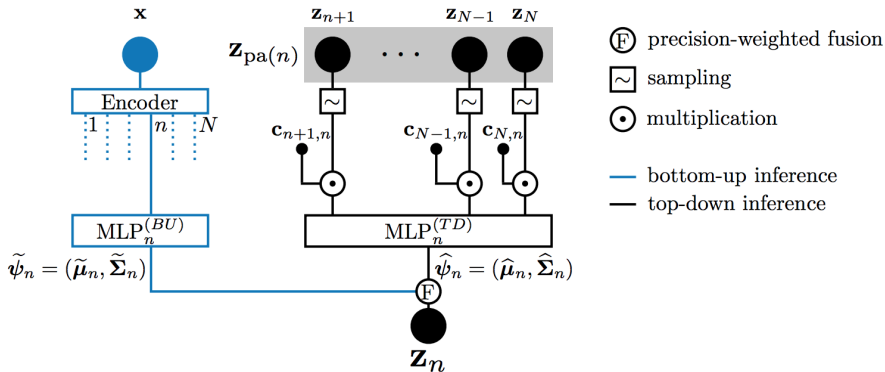 x
z_{n+1} z_{N−1} z_N
z_{pa(n)} · · ·
F precision-weighted fusion
∼ sampling
multiplication
Encoder
1 n N
∼ ∼ ∼
c_{n+1,n} c_{N−1,n} c_{N,n}
bottom-up inference
top-down inference
MLP_n^{(BU)} MLP_n^{(TD)}
ψ̃_n = (μ̃_n, Σ̃_n) ψ̂_n = (μ̂_n, Σ̂_n)
F
z_n